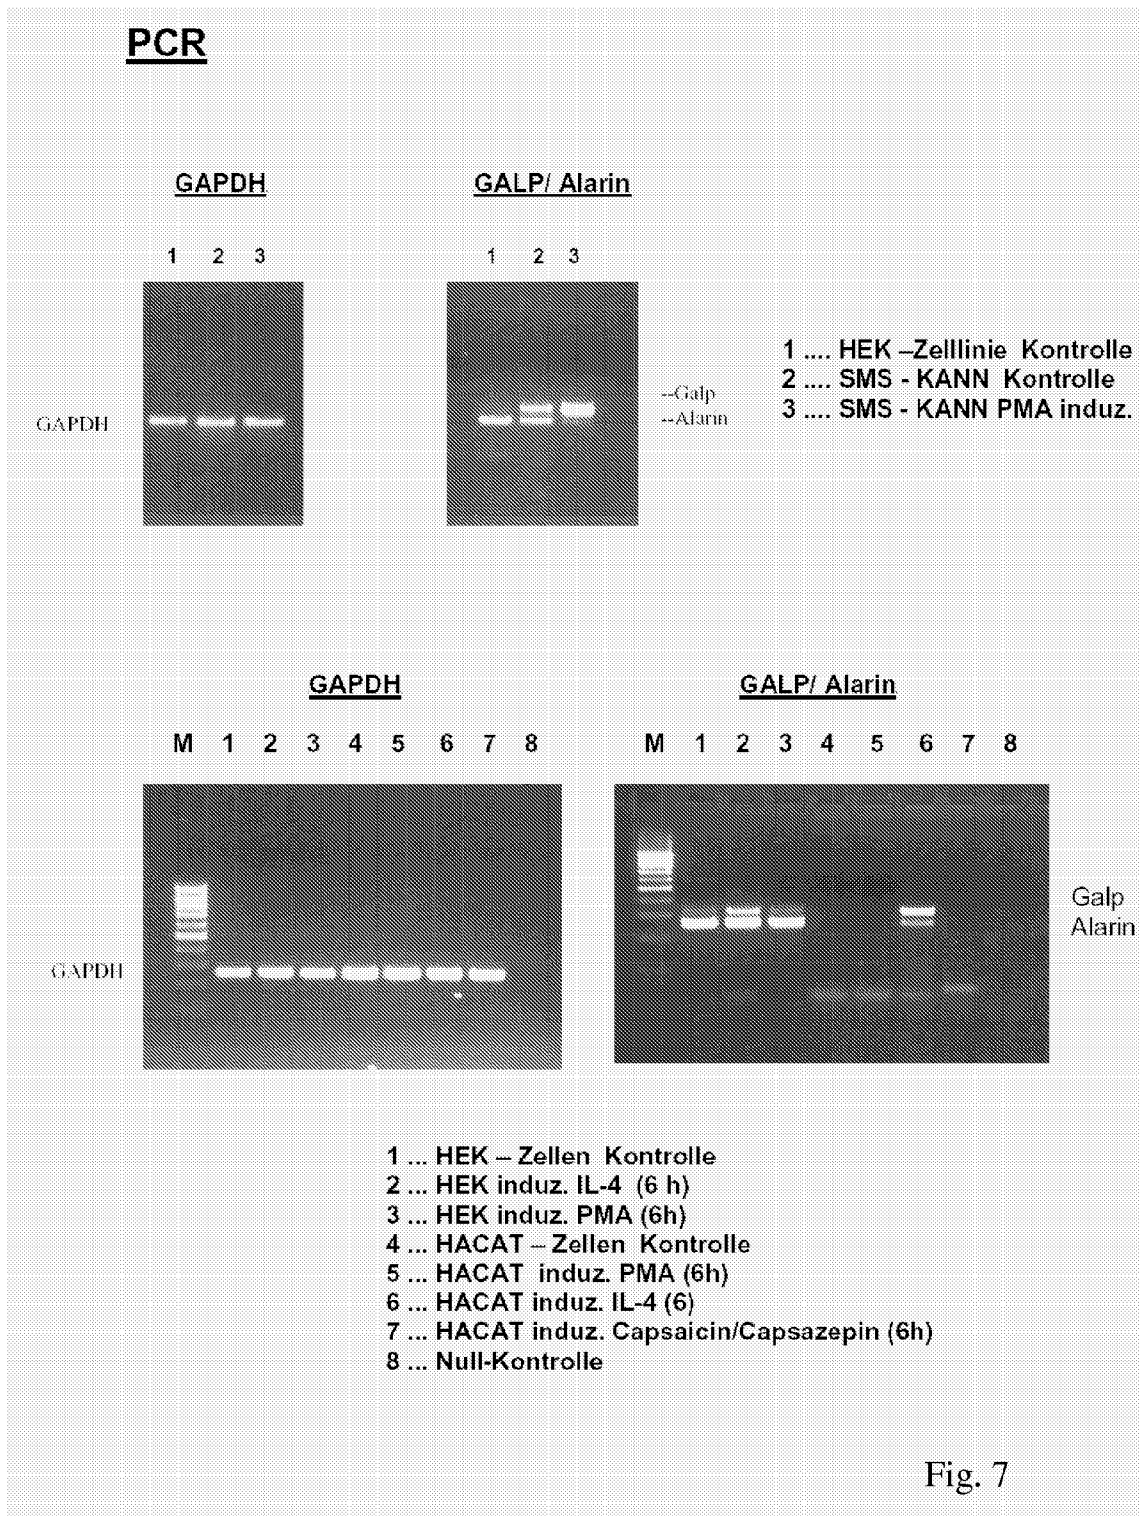 PCR
GAPDH
GALP/ Alarin
1 2 3
1 2 3
GAPDH
--Galp
--Alarin
1 .... HEK –Zelllinie Kontrolle
2 .... SMS - KANN Kontrolle
3 .... SMS - KANN PMA induz.
GAPDH
GALP/ Alarin
M 1 2 3 4 5 6 7 8
M 1 2 3 4 5 6 7 8
GAPDH
Galp
Alarin
1 ... HEK – Zellen Kontrolle
2 ... HEK induz. IL-4 (6 h)
3 ... HEK induz. PMA (6h)
4 ... HACAT – Zellen Kontrolle
5 ... HACAT induz. PMA (6h)
6 ... HACAT induz. IL-4 (6)
7 ... HACAT induz. Capsaicin/Capsazepin (6h)
8 ... Null-Kontrolle
Fig. 7